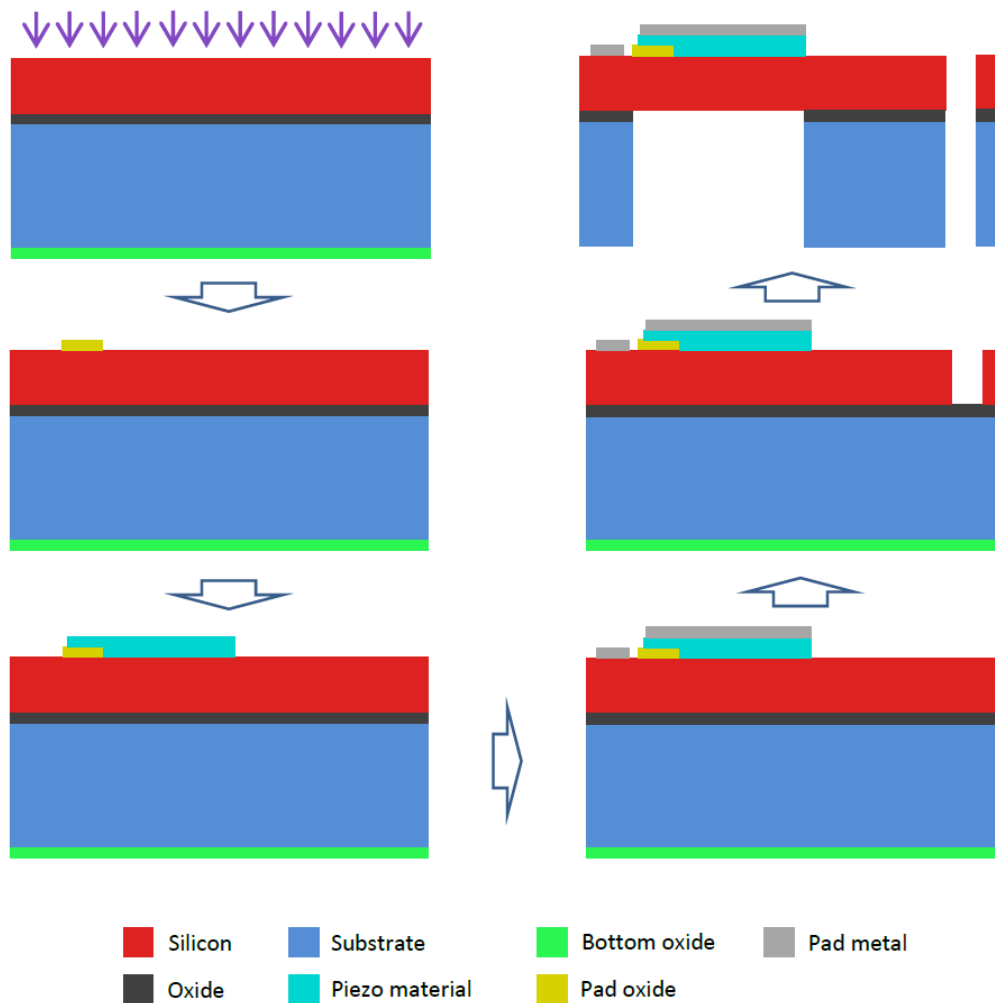 Silicon
Substrate
Bottom oxide
Pad metal
Oxide
Piezo material
Pad oxide